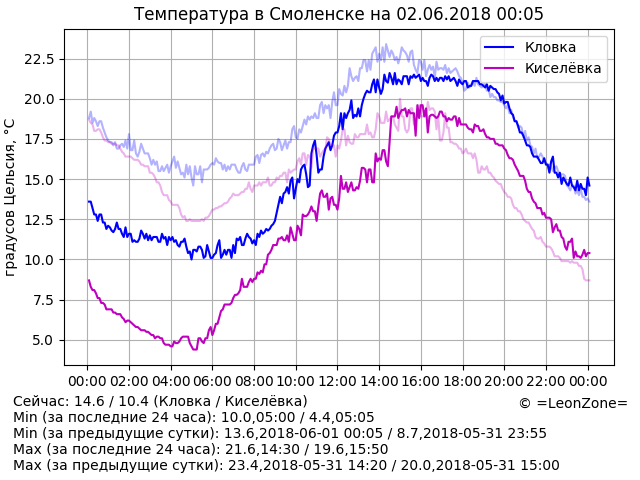 Температура в Смоленске на 02.06.2018 00:05
Кловка
Киселёвка
градусов Цельсия, °C
22.5
20.0
17.5
15.0
12.5
10.0
7.5
5.0
00:00 02:00 04:00 06:00 08:00 10:00 12:00 14:00 16:00 18:00 20:00 22:00 00:00
Сейчас: 14.6 / 10.4 (Кловка / Киселёвка)
© =LeonZone=
Min (за последние 24 часа): 10.0,05:00 / 4.4,05:05
Min (за предыдущие сутки): 13.6,2018-06-01 00:05 / 8.7,2018-05-31 23:55
Max (за последние 24 часа): 21.6,14:30 / 19.6,15:50
Max (за предыдущие сутки): 23.4,2018-05-31 14:20 / 20.0,2018-05-31 15:00